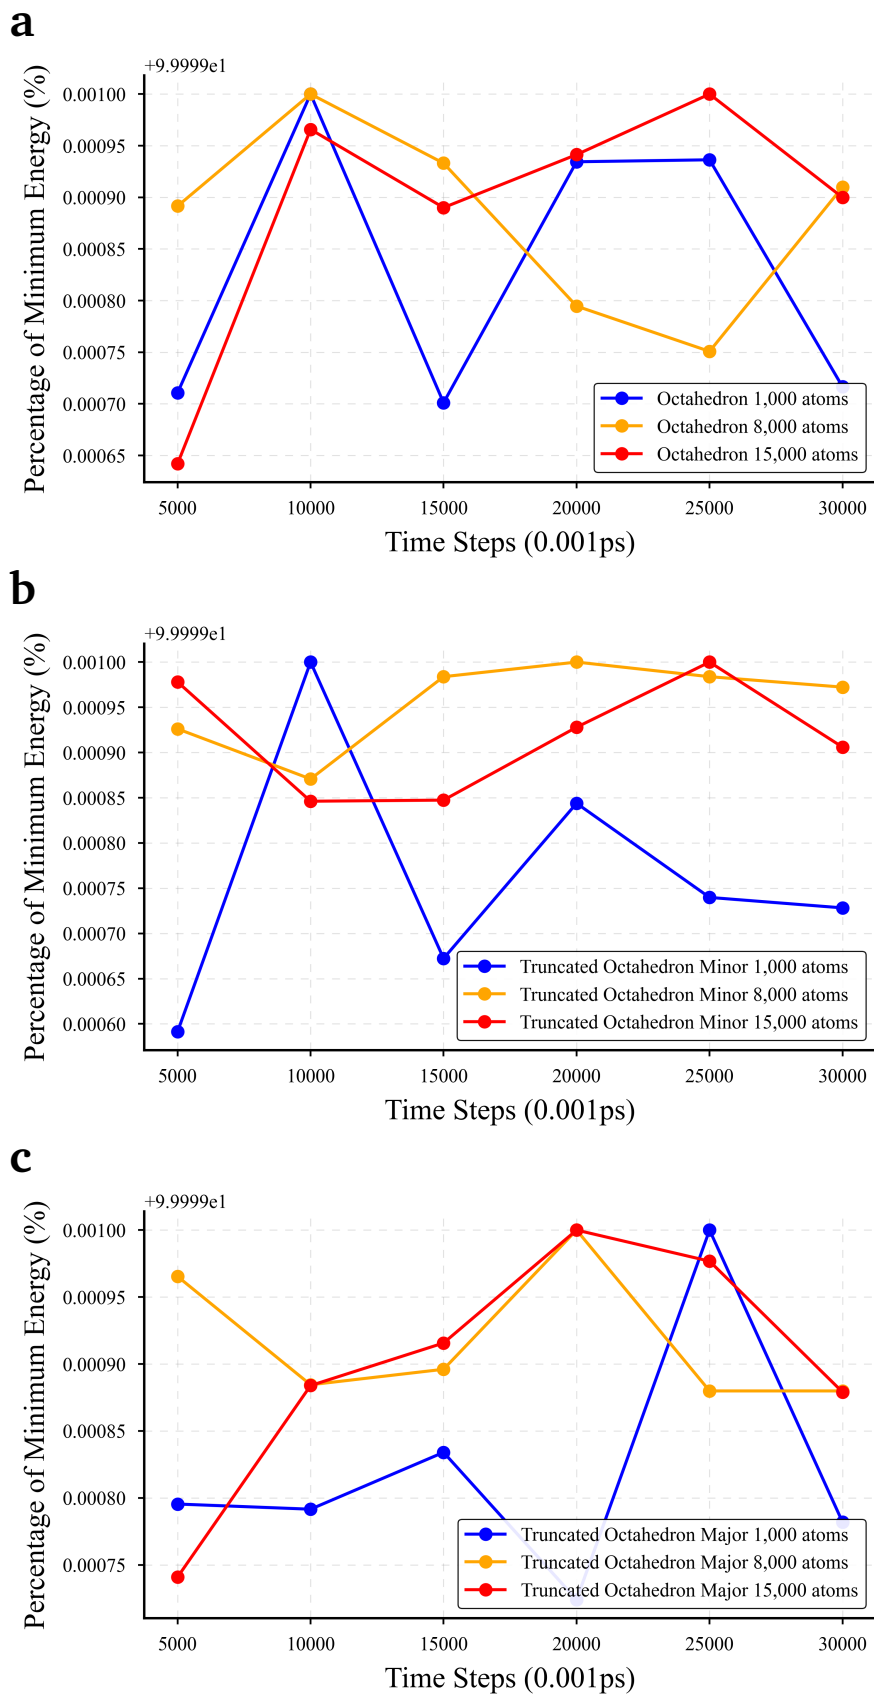 a
+9.9999e1
Percentage of Minimum Energy (%)
0.00100
0.00095
0.00090
0.00085
0.00080
0.00075
0.00070
0.00065
Octahedron 1,000 atoms
Octahedron 8,000 atoms
Octahedron 15,000 atoms
5000 10000 15000 20000 25000 30000
Time Steps (0.001ps)
b
+9.9999e1
Percentage of Minimum Energy (%)
0.00100
0.00095
0.00090
0.00085
0.00080
0.00075
0.00070
0.00065
0.00060
Truncated Octahedron Minor 1,000 atoms
Truncated Octahedron Minor 8,000 atoms
Truncated Octahedron Minor 15,000 atoms
5000 10000 15000 20000 25000 30000
Time Steps (0.001ps)
c
+9.9999e1
Percentage of Minimum Energy (%)
0.00100
0.00095
0.00090
0.00085
0.00080
0.00075
Truncated Octahedron Major 1,000 atoms
Truncated Octahedron Major 8,000 atoms
Truncated Octahedron Major 15,000 atoms
5000 10000 15000 20000 25000 30000
Time Steps (0.001ps)